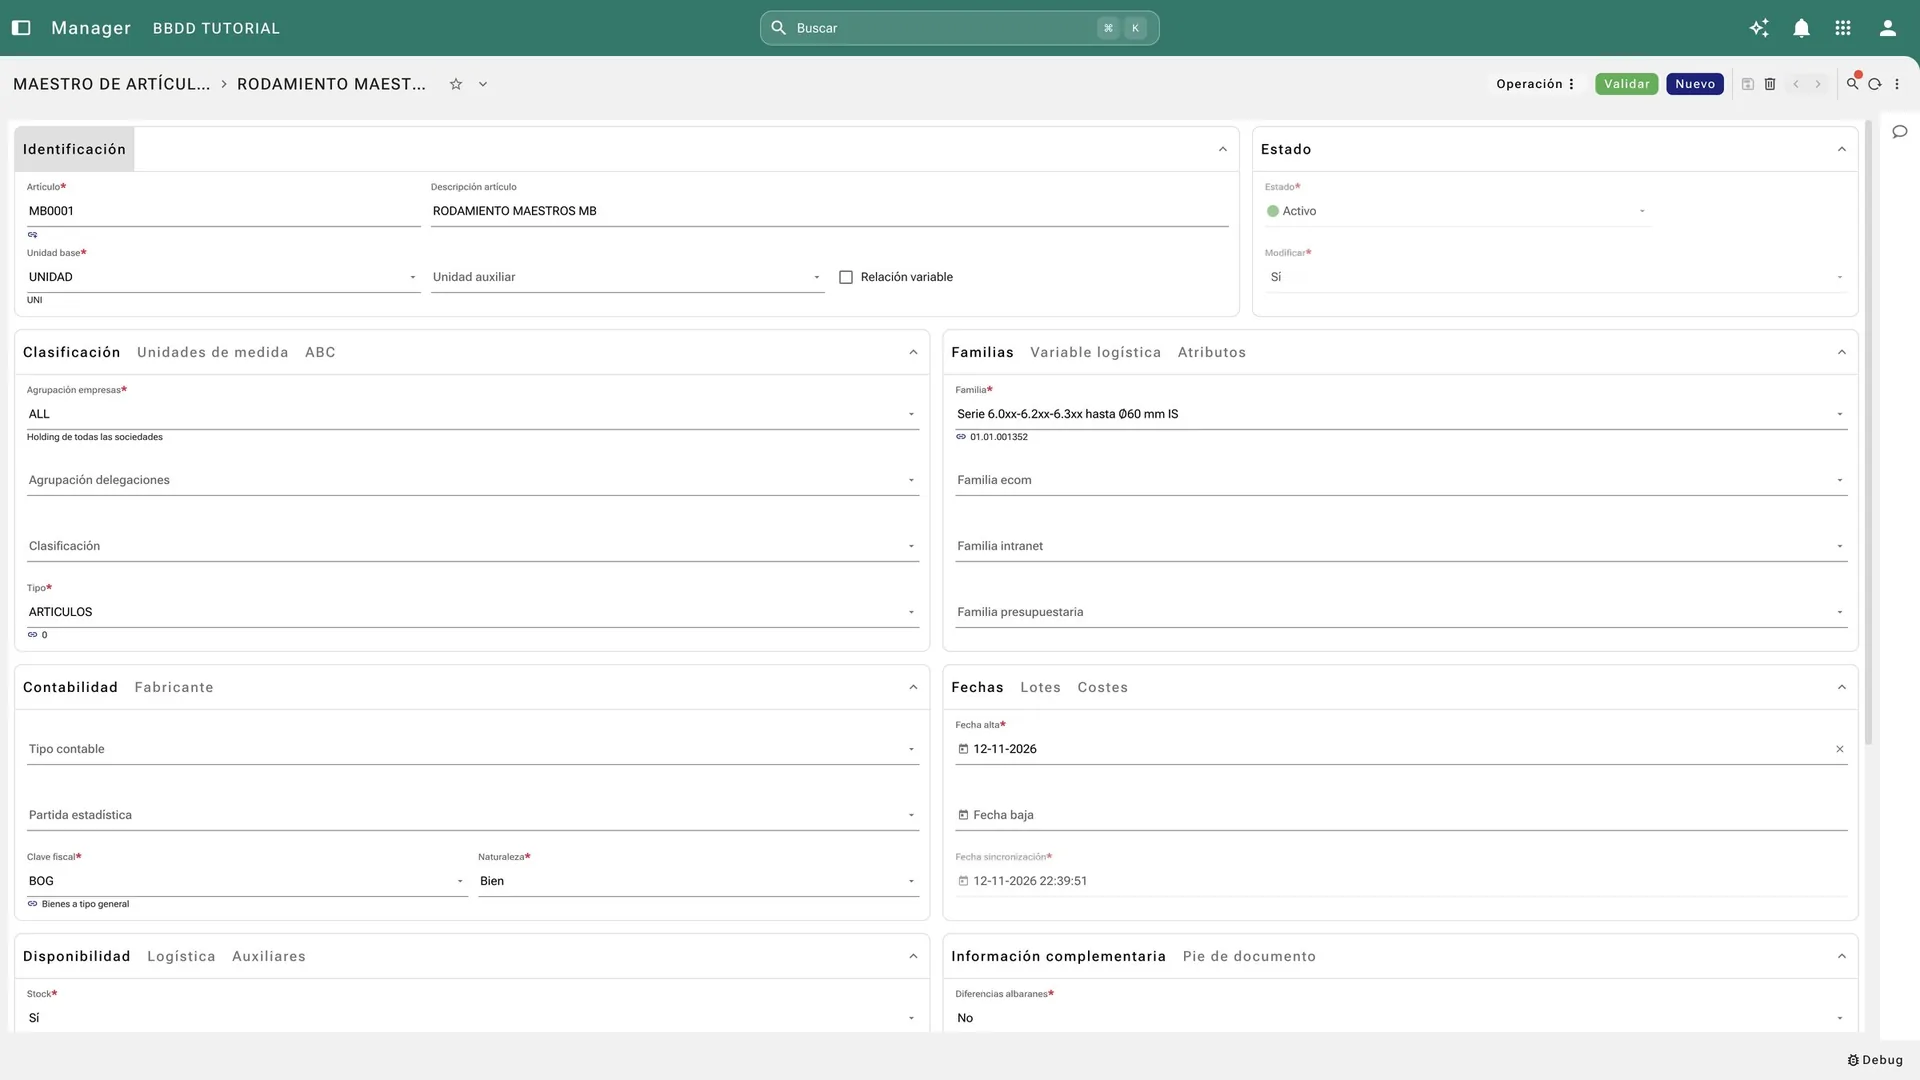 Manager BBDD TUTORIAL Buscar ⌘ K
MAESTRO DE ARTÍCUL... > RODAMIENTO MAEST... Operación Validar Nuevo
Identificación
Estado
Artículo* Descripción artículo
MB0001 RODAMIENTO MAESTROS MB
Estado*
Activo
Unidad base*
UNIDAD Unidad auxiliar Relación variable
UNI
Modificar*
Sí
Clasificación Unidades de medida ABC
Agrupación empresas*
ALL
Holding de todas las sociedades
Agrupación delegaciones
Clasificación
Tipo*
ARTICULOS
0
Familias Variable logística Atributos
Familia*
Serie 6.0xx-6.2xx-6.3xx hasta Ø60 mm IS
01.01.001352
Familia ecom
Familia intranet
Familia presupuestaria
Contabilidad Fabricante
Tipo contable
Partida estadística
Clave fiscal* Naturaleza*
BOG Bien
Bienes a tipo general
Fechas Lotes Costes
Fecha alta*
12-11-2026
Fecha baja
Fecha sincronización*
12-11-2026 22:39:51
Disponibilidad Logística Auxiliares
Stock*
Sí
Información complementaria Pie de documento
Diferencias albaranes*
No
Debug